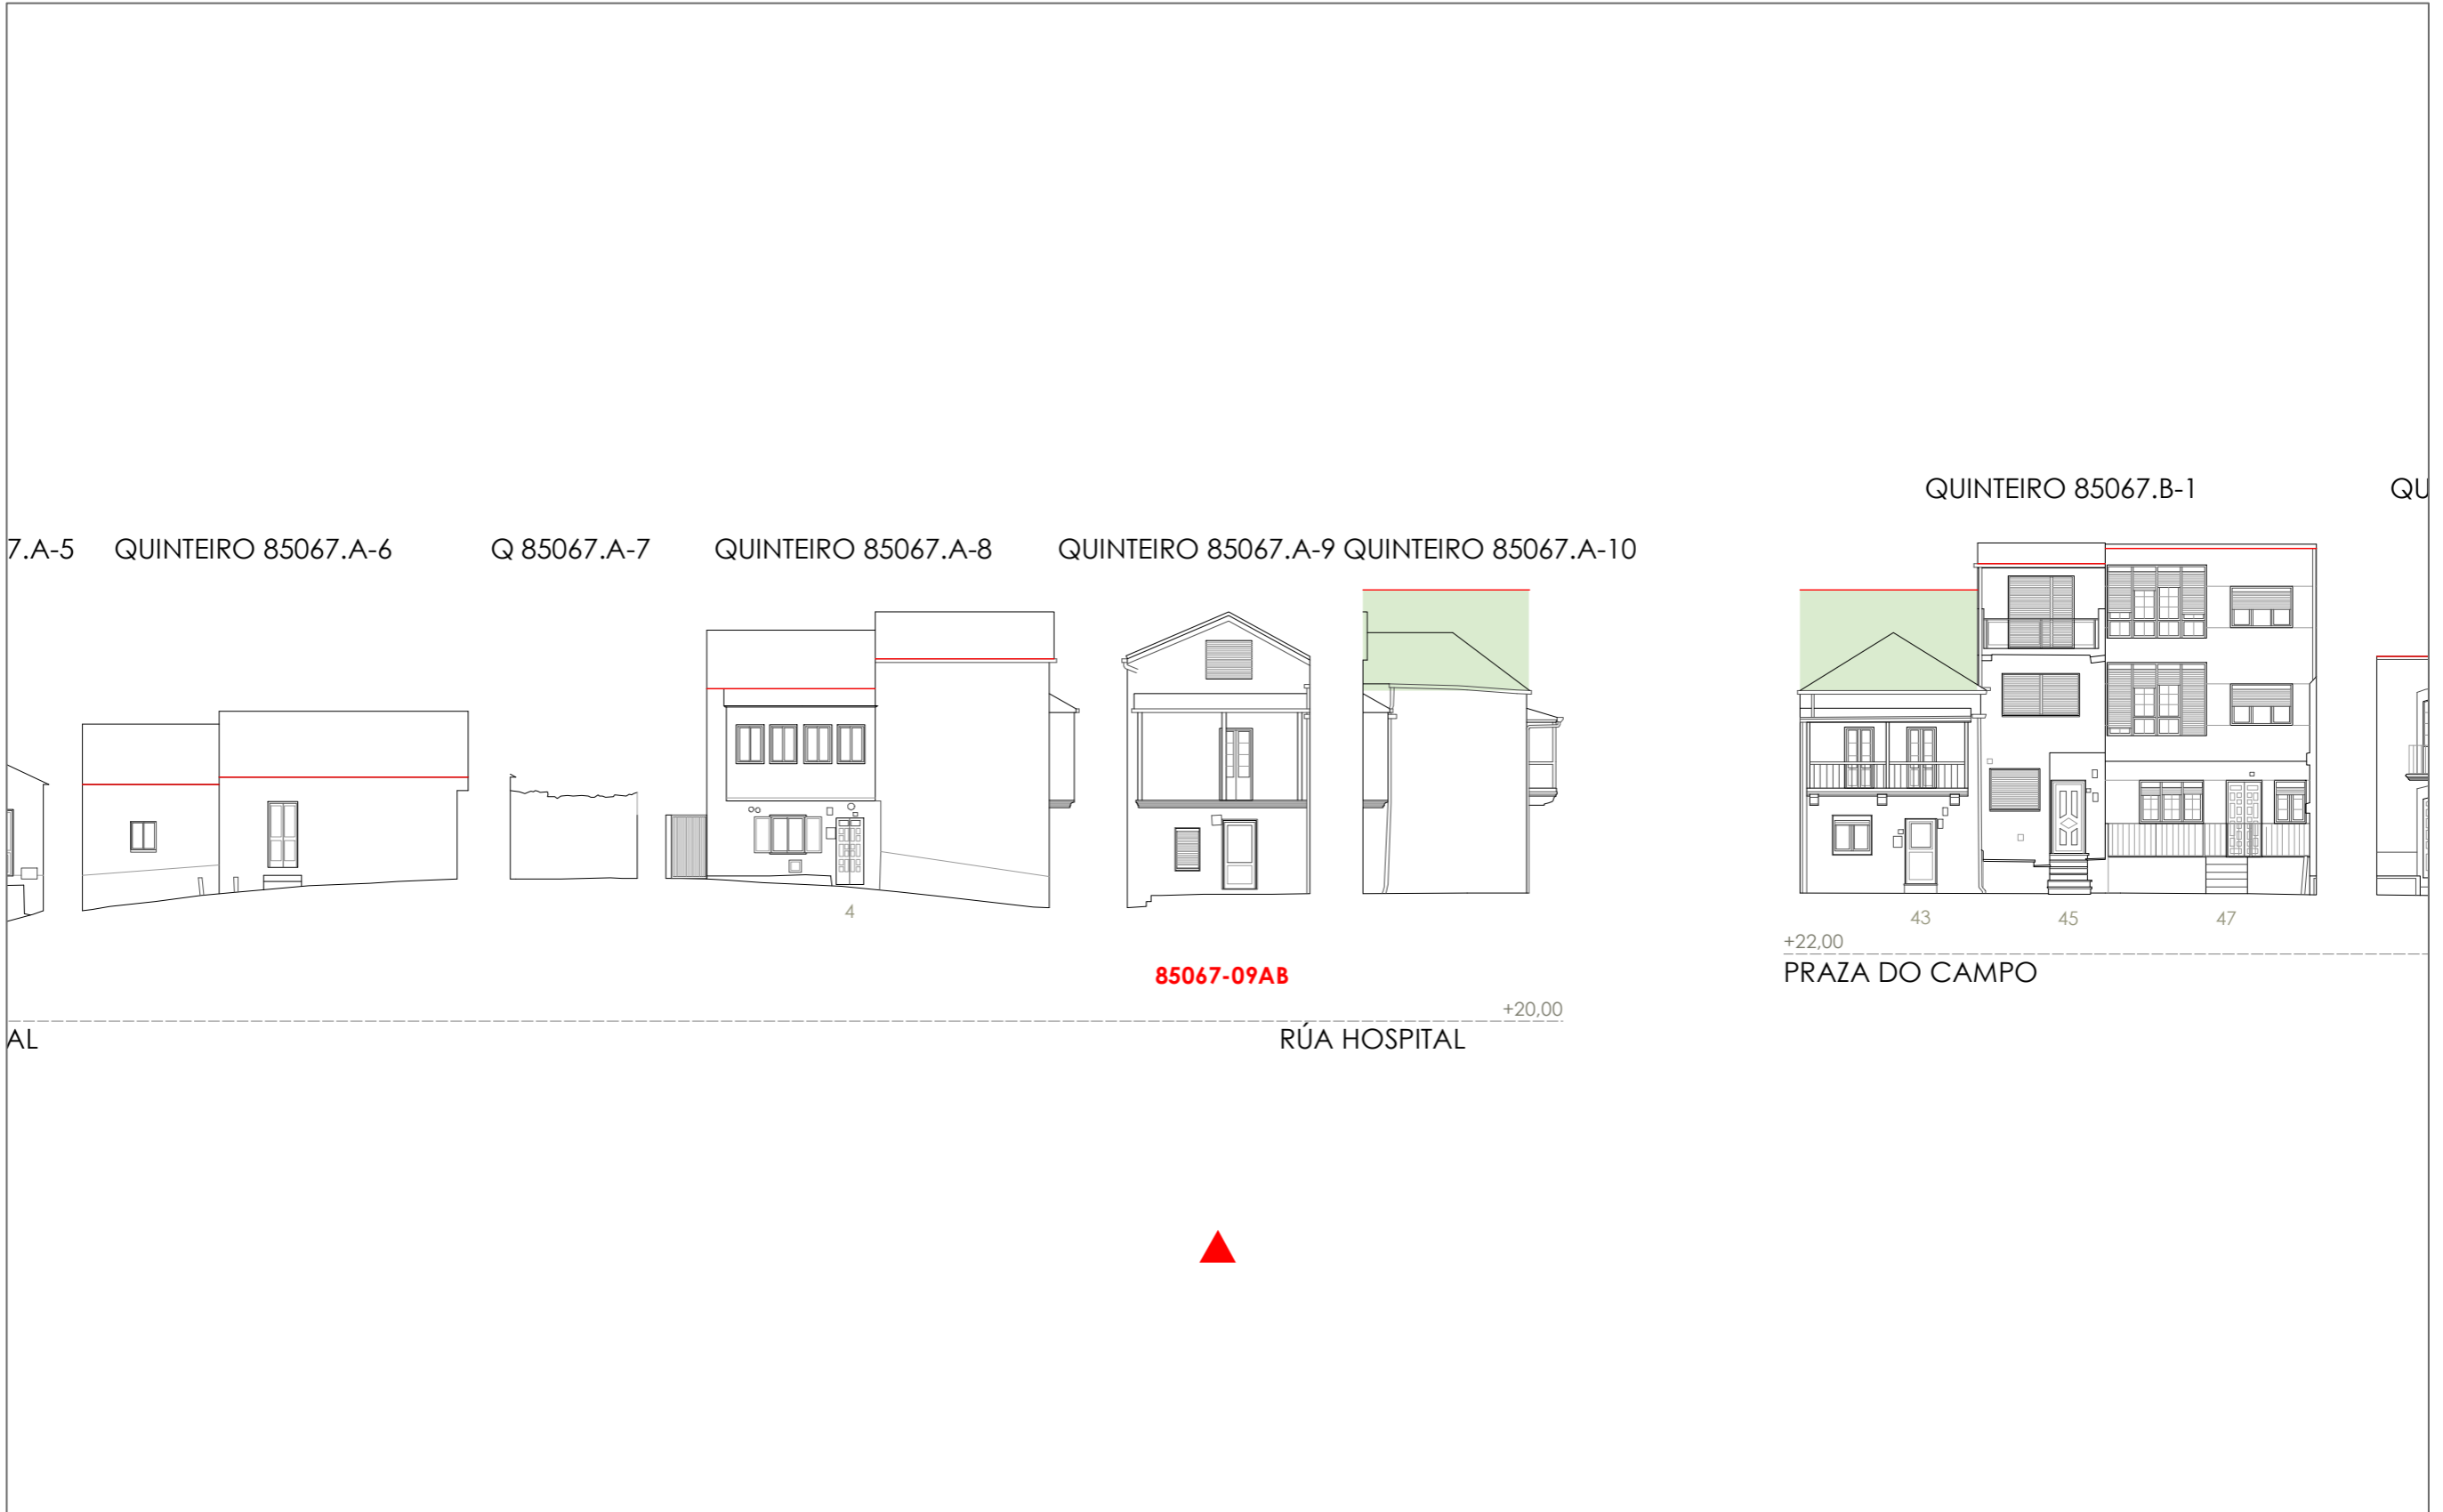 QUINTEIRO 85067.B-1
QU
7.A-5
QUINTEIRO 85067.A-6
Q 85067.A-7
QUINTEIRO 85067.A-8
QUINTEIRO 85067.A-9
QUINTEIRO 85067.A-10
4
43
45
47
+22,00
PRAZA DO CAMPO
85067-09AB
+20,00
AL
RÚA HOSPITAL